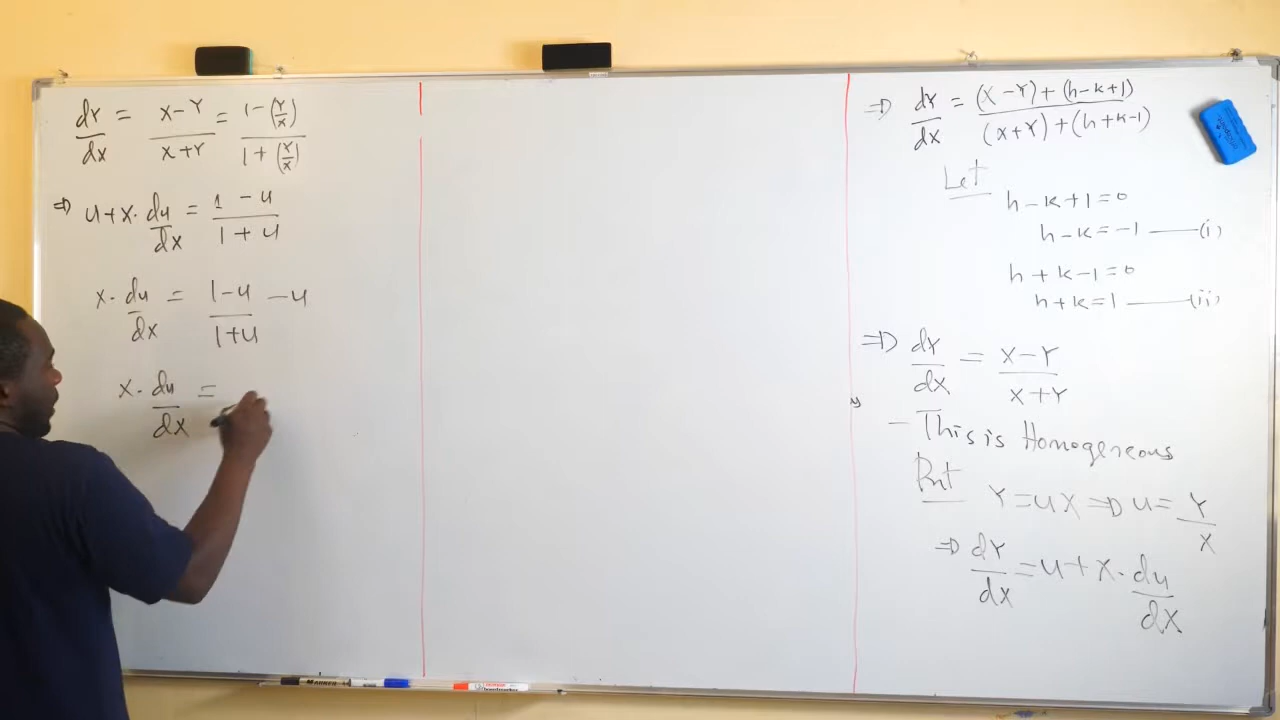 dY/dX = X-Y/X+Y = 1-(Y/X)/1+(Y/X)
⇒ u+X·du/dX = 1-u/1+u
X·du/dX = 1-u/1+u -u
X·du/dX =
⇒ dY/dX = (X-Y)+(h-k+1)/(X+Y)+(h+k-1)
Let
h-k+1=0
h-k=-1 ——(i)
h+k-1=0
h+k=1 ——(ii)
⇒ dY/dX = X-Y/X+Y
- This is Homogeneous
Put
Y=uX ⇒ u=Y/X
⇒ dY/dX = u+X·du/dX
MARKER